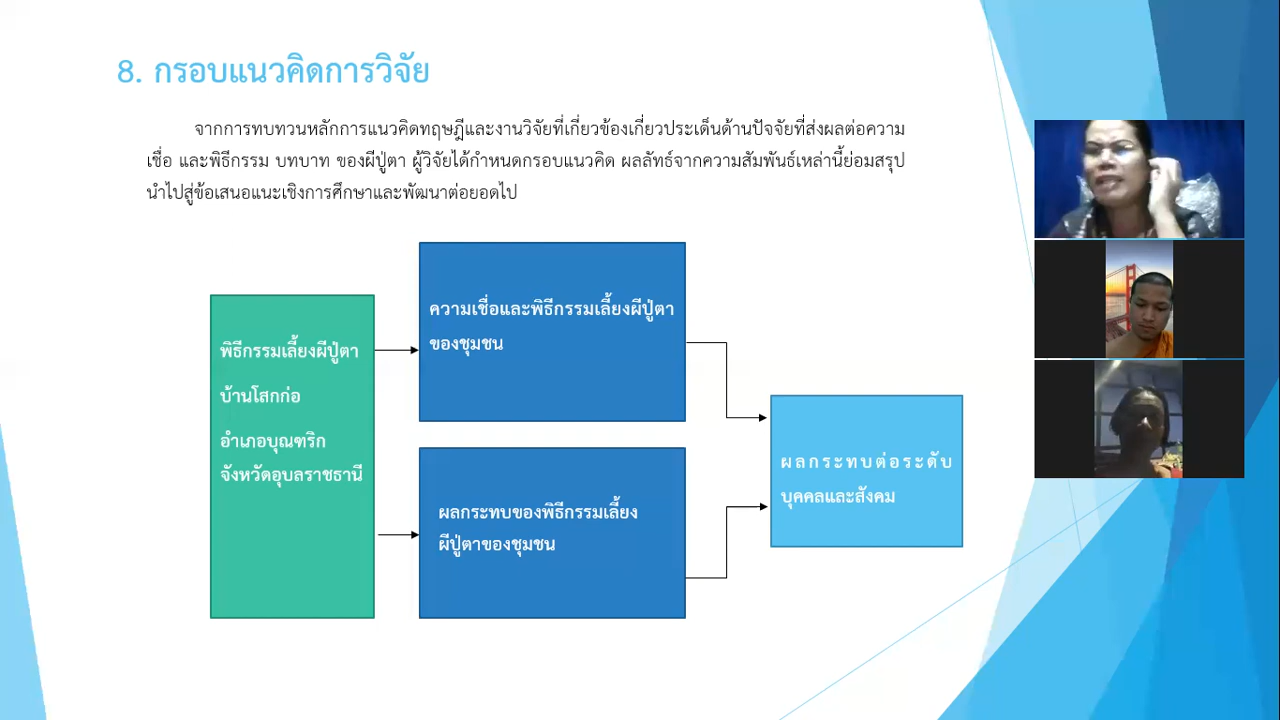 8. กรอบแนวคิดการวิจัย
จากการทบทวนหลักการแนวคิดทฤษฎีและงานวิจัยที่เกี่ยวข้องเกี่ยวประเด็นด้านปัจจัยที่ส่งผลต่อความ
เชื่อ และพิธีกรรม บทบาท ของผีปู่ตา ผู้วิจัยได้กำหนดกรอบแนวคิด ผลลัทธ์จากความสัมพันธ์เหล่านี้ย่อมสรุป
นำไปสู่ข้อเสนอแนะเชิงการศึกษาและพัฒนาต่อยอดไป
พิธีกรรมเลี้ยงผีปู่ตา
บ้านโสกก่อ
อำเภอบุณฑริก
จังหวัดอุบลราชธานี
ความเชื่อและพิธีกรรมเลี้ยงผีปู่ตา
ของชุมชน
ผลกระทบของพิธีกรรมเลี้ยง
ผีปู่ตาของชุมชน
ผลกระทบต่อระดับ
บุคคลและสังคม